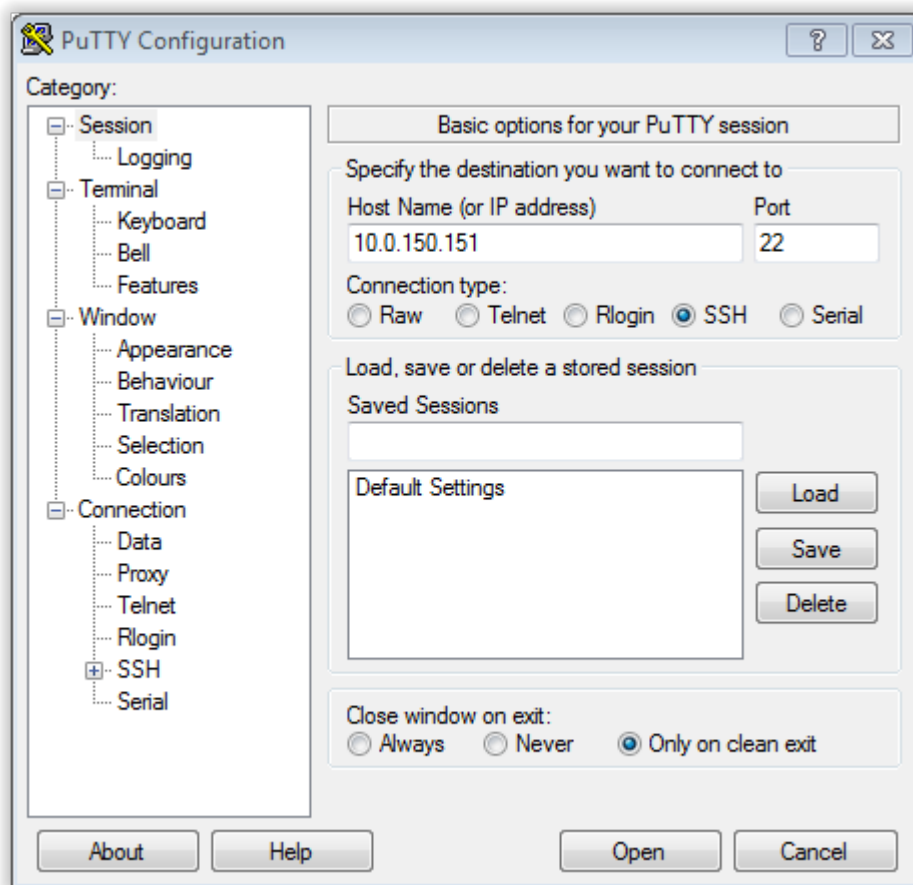 PuTTY Configuration
Category:
Session
Logging
Terminal
Keyboard
Bell
Features
Window
Appearance
Behaviour
Translation
Selection
Colours
Connection
Data
Proxy
Telnet
Rlogin
SSH
Serial
Basic options for your PuTTY session
Specify the destination you want to connect to
Host Name (or IP address) Port
10.0.150.151 22
Connection type:
Raw Telnet Rlogin SSH Serial
Load, save or delete a stored session
Saved Sessions
Default Settings
Load
Save
Delete
Close window on exit:
Always Never Only on clean exit
About Help Open Cancel